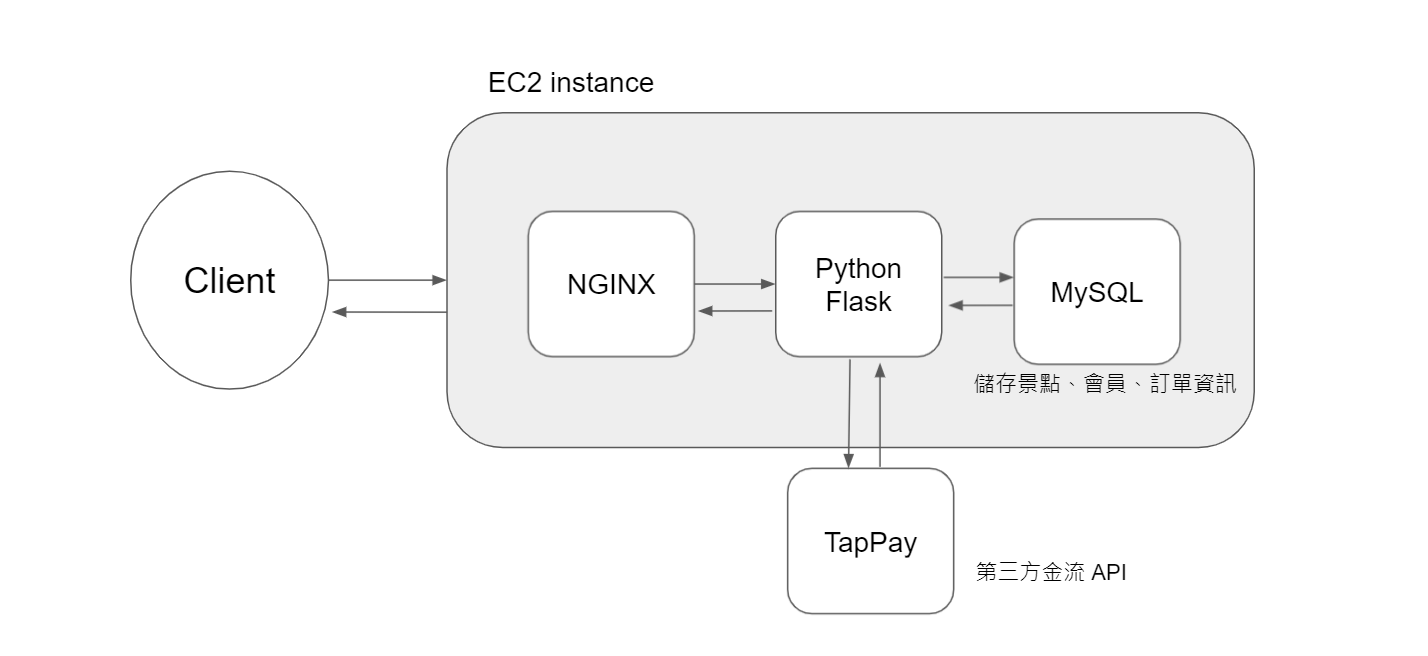 EC2 instance
Client
NGINX
Python
Flask
MySQL
儲存景點、會員、訂單資訊
TapPay
第三方金流 API